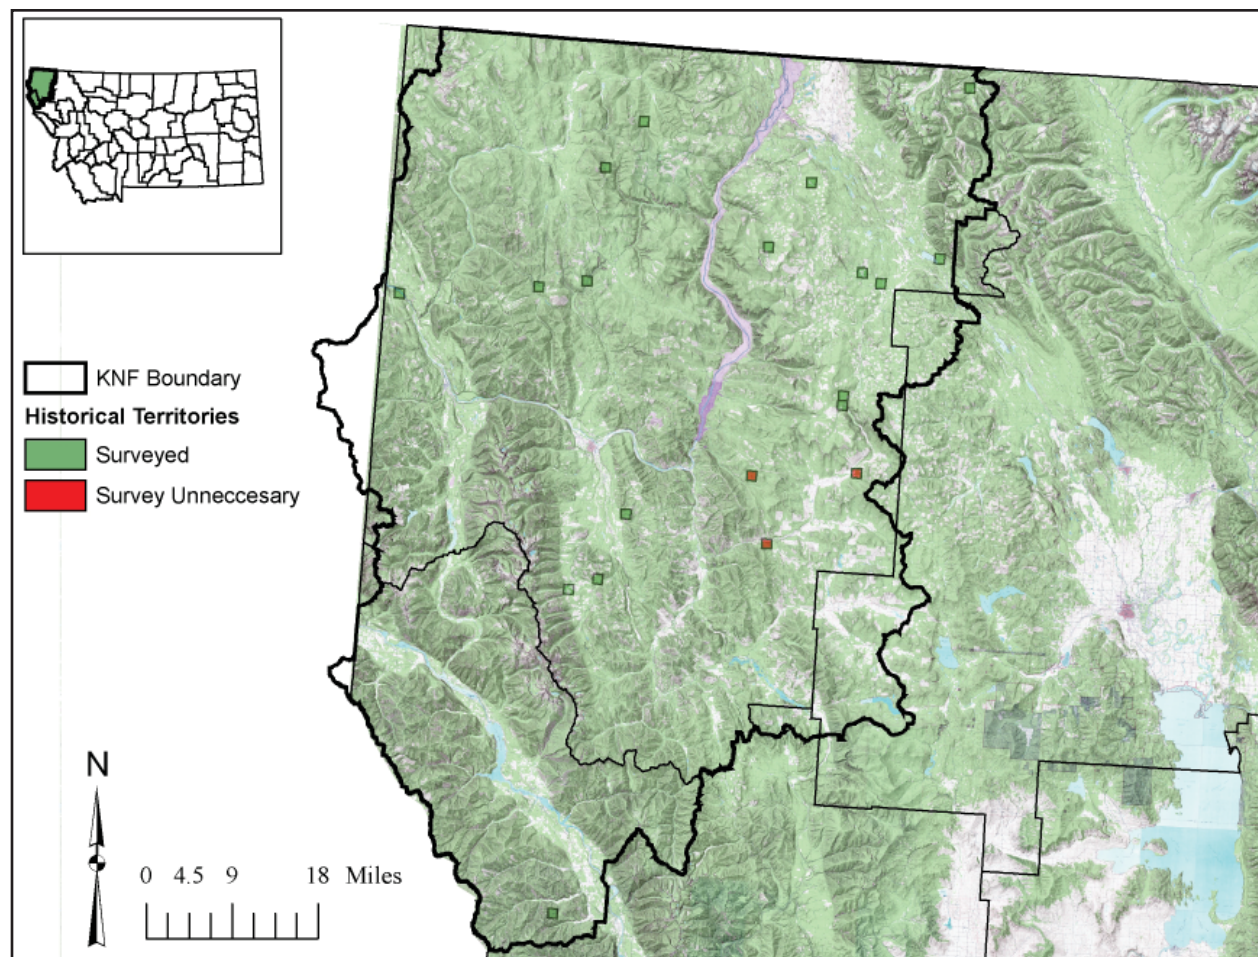 KNF Boundary
Historical Territories
Surveyed
Survey Unneccesary
N
0 4.5 9 18 Miles